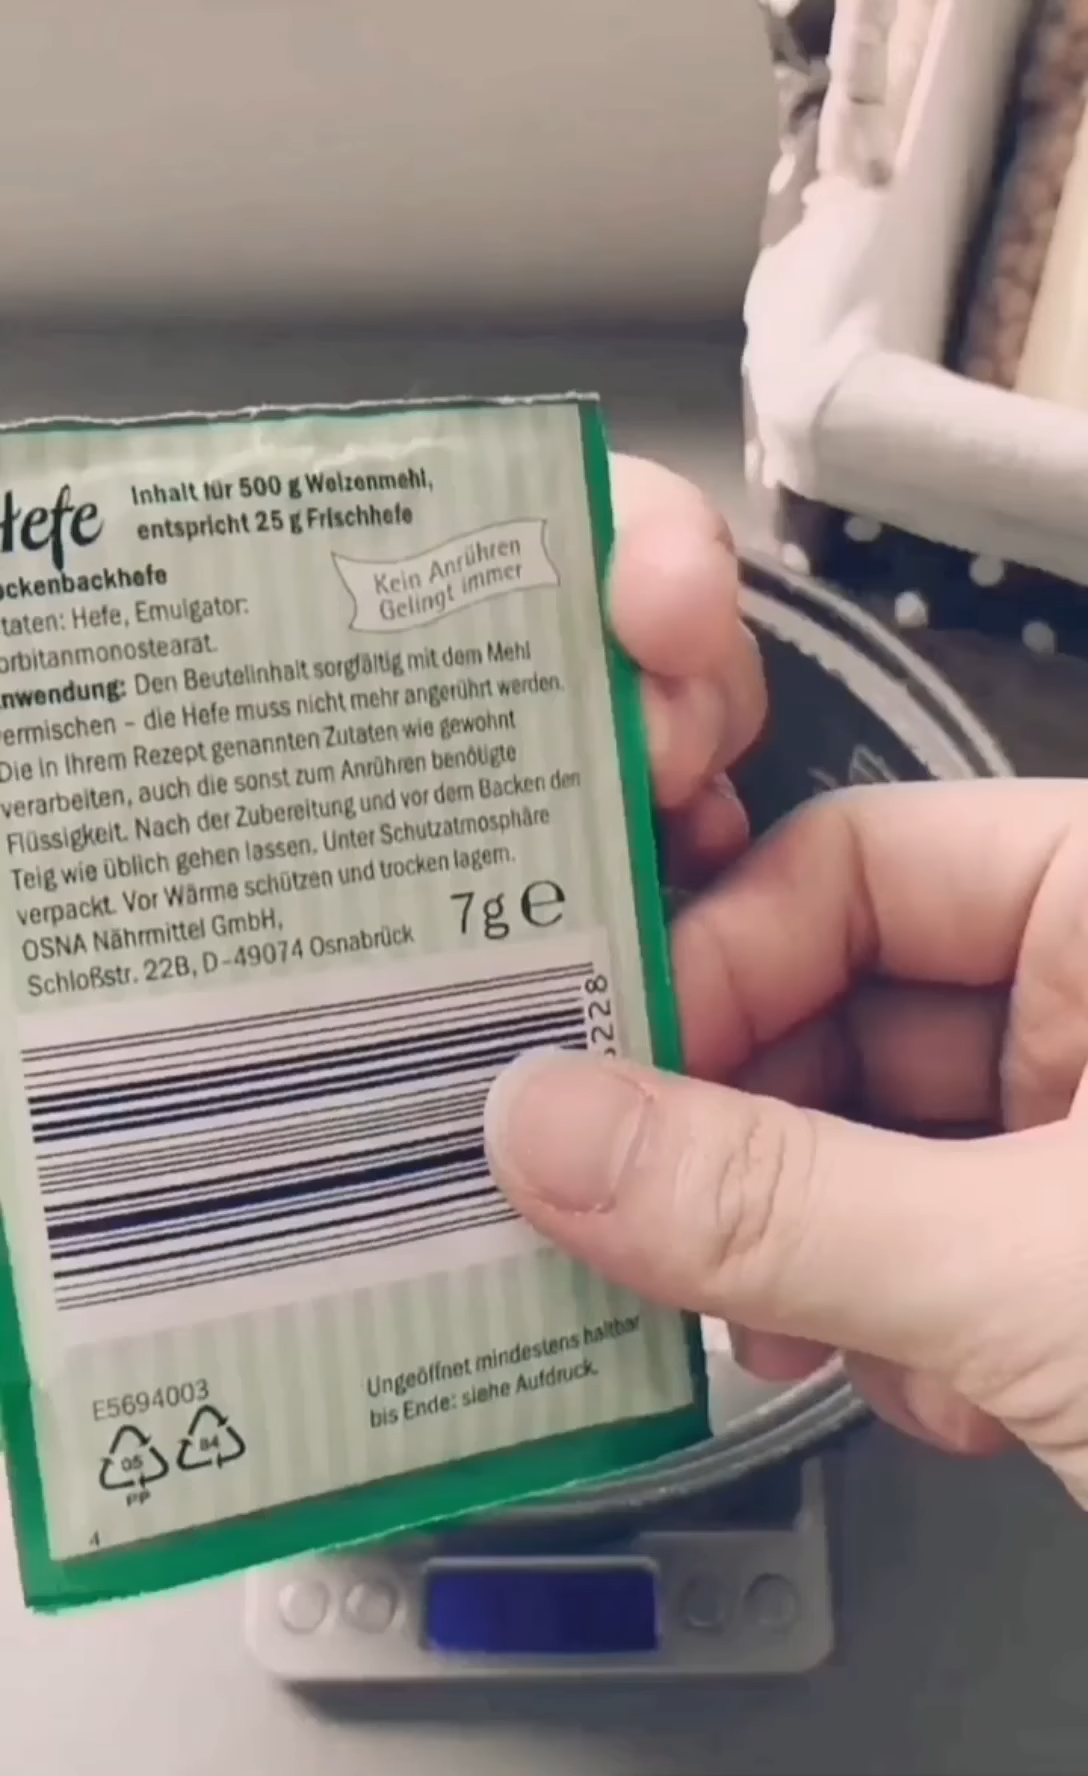 Hefe
Inhalt für 500 g Weizenmehl,
entspricht 25 g Frischhefe
Kein Anrühren
Gelingt immer
ockenbackhefe
taten: Hefe, Emulgator:
orbitanmonostearat.
nwendung: Den Beutelinhalt sorgfältig mit dem Mehl
ermischen – die Hefe muss nicht mehr angerührt werden.
Die in Ihrem Rezept genannten Zutaten wie gewohnt
verarbeiten, auch die sonst zum Anrühren benötigte
Flüssigkeit. Nach der Zubereitung und vor dem Backen den
Teig wie üblich gehen lassen. Unter Schutzatmosphäre
verpackt. Vor Wärme schützen und trocken lagern.
OSNA Nährmittel GmbH,
Schloßstr. 22B, D-49074 Osnabrück
7g e
228
E5694003
05 84
PP
Ungeöffnet mindestens haltbar
bis Ende: siehe Aufdruck.
4